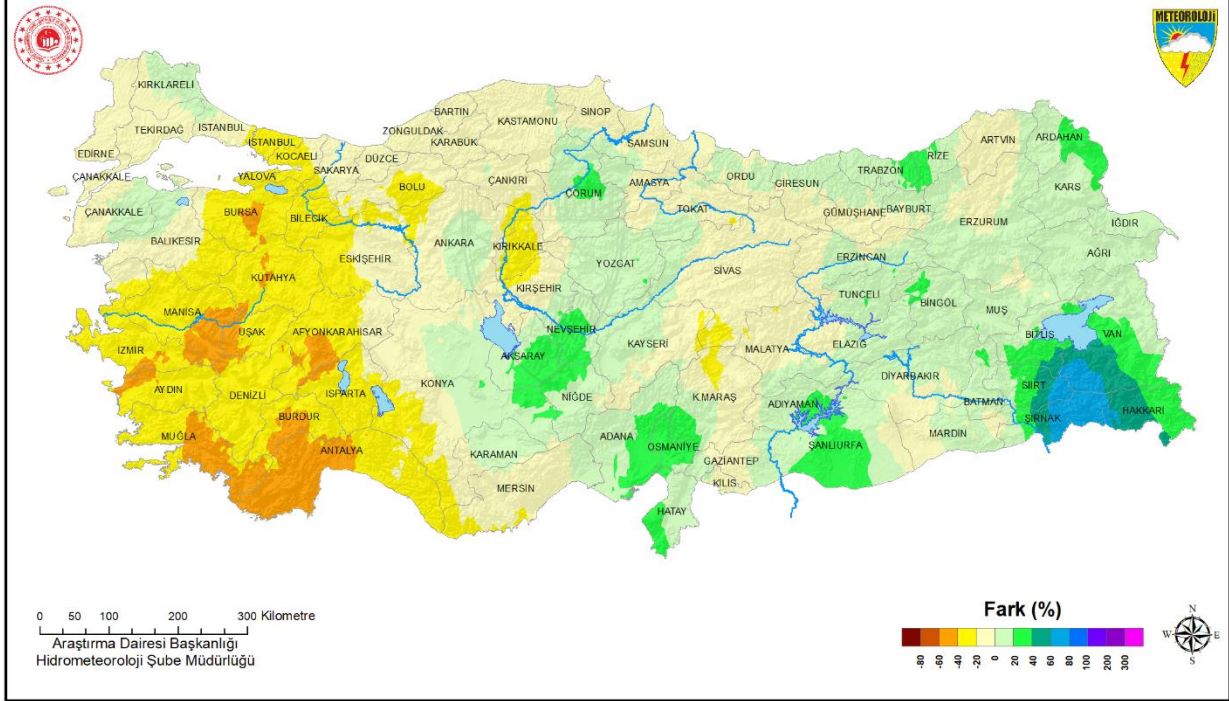 METEOROLOJİ
KIRKLARELİ
TEKİRDAĞ
İSTANBUL
EDİRNE
ÇANAKKALE
İSTANBUL
KOCAELİ
YALOVA
SAKARYA
DÜZCE
ZONGULDAK
BARTIN
KARABÜK
KASTAMONU
SİNOP
SAMSUN
ÇANKIRI
ÇORUM
AMASYA
ORDU
GİRESUN
TRABZON
RİZE
ARTVİN
ARDAHAN
KARS
ÇANAKKALE
BALIKESİR
BURSA
BİLECİK
BOLU
ESKİŞEHİR
ANKARA
KIRIKKALE
TOKAT
GÜMÜŞHANE
BAYBURT
ERZURUM
IĞDIR
AĞRI
KÜTAHYA
KIRŞEHİR
YOZGAT
SİVAS
ERZİNCAN
TUNCELİ
BİNGÖL
MUŞ
BİTLİS
VAN
MANİSA
UŞAK
AFYONKARAHİSAR
İZMİR
AYDIN
DENİZLİ
ISPARTA
BURDUR
MUĞLA
ANTALYA
KONYA
AKSARAY
NEVŞEHİR
NİĞDE
KAYSERİ
MALATYA
ELAZIĞ
DİYARBAKIR
BATMAN
SİİRT
ŞIRNAK
HAKKARİ
MARDİN
K.MARAŞ
ADIYAMAN
ŞANLIURFA
KARAMAN
MERSİN
ADANA
OSMANİYE
GAZİANTEP
KİLİS
HATAY
0 50 100 200 300 Kilometre
Araştırma Dairesi Başkanlığı
Hidrometeoroloji Şube Müdürlüğü
Fark (%)
-80 -60 -40 -20 0 20 40 60 80 100 200 300
N
W E
S